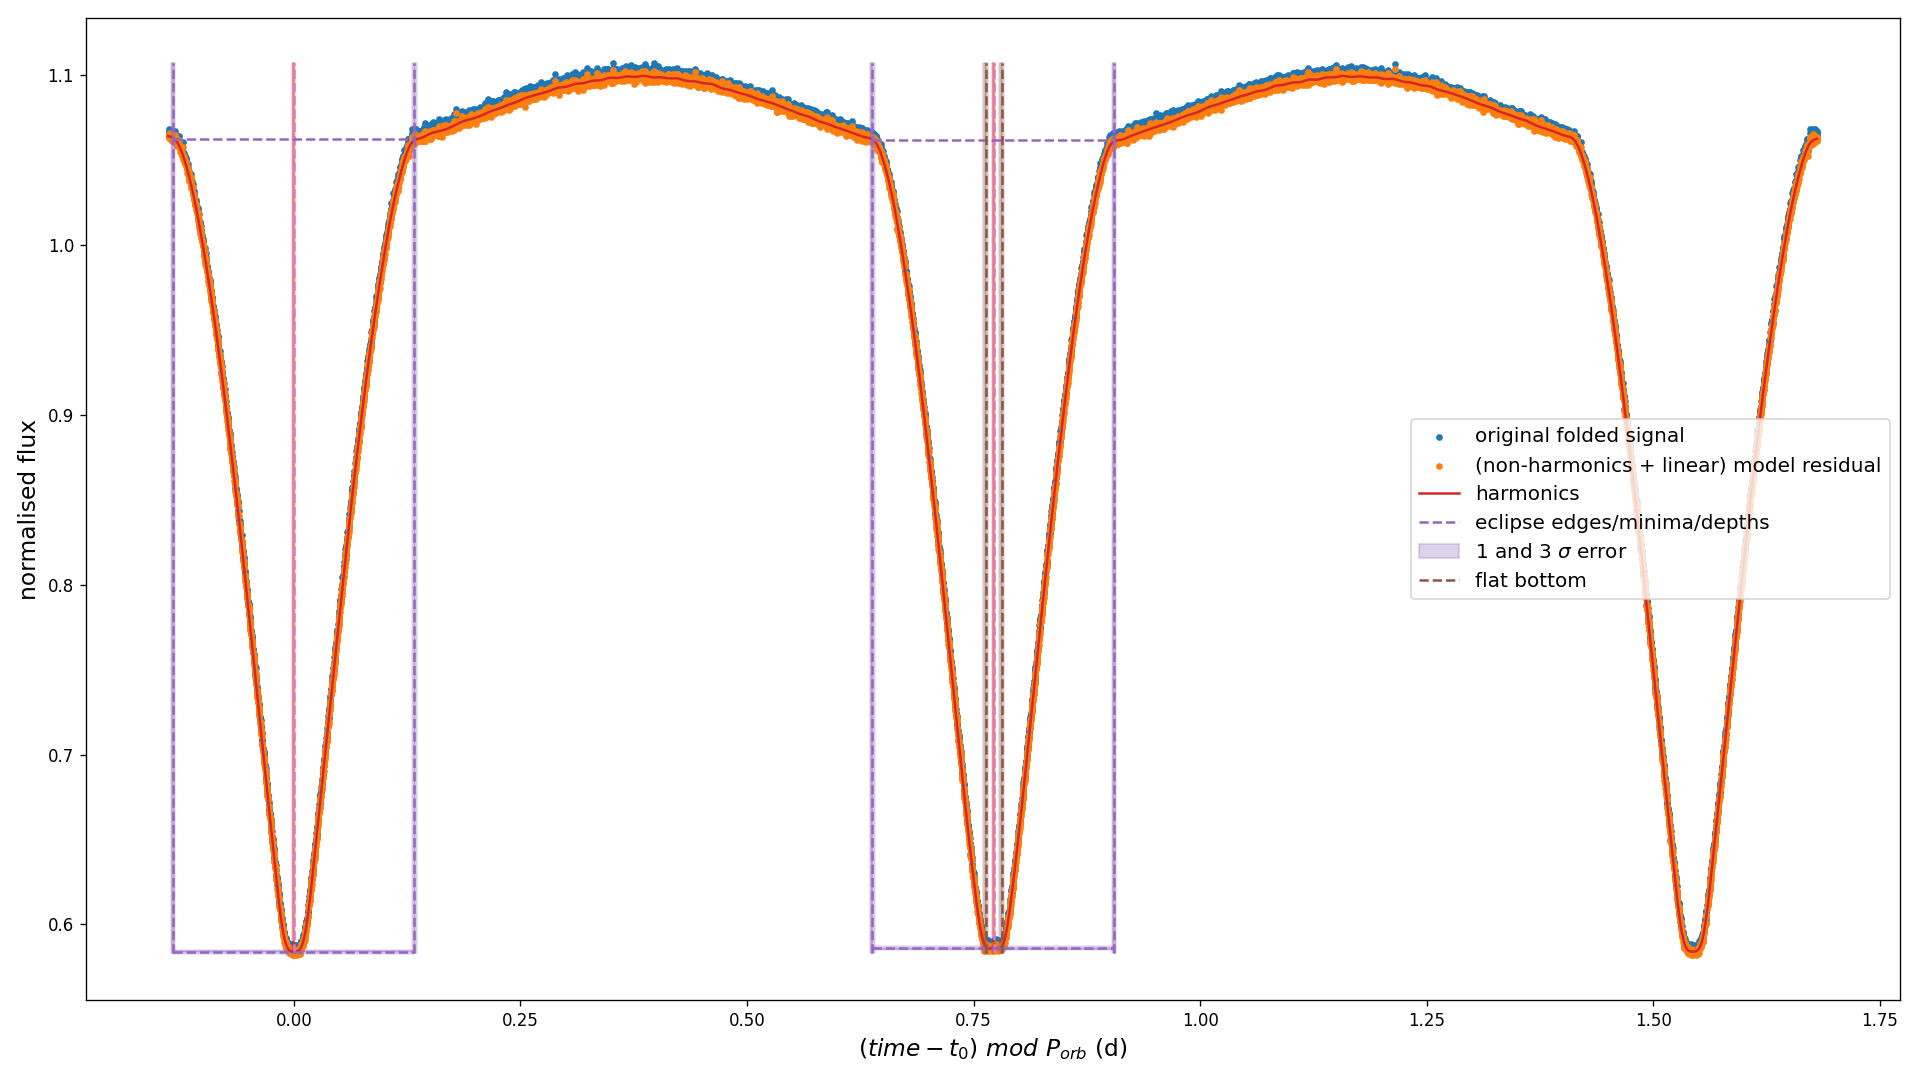 1.1
1.0
0.9
0.8
0.7
0.6
normalised flux
original folded signal
(non-harmonics + linear) model residual
harmonics
eclipse edges/minima/depths
1 and 3 σ error
flat bottom
0.00 0.25 0.50 0.75 1.00 1.25 1.50 1.75
(time − t₀) mod Pₒᵣb (d)